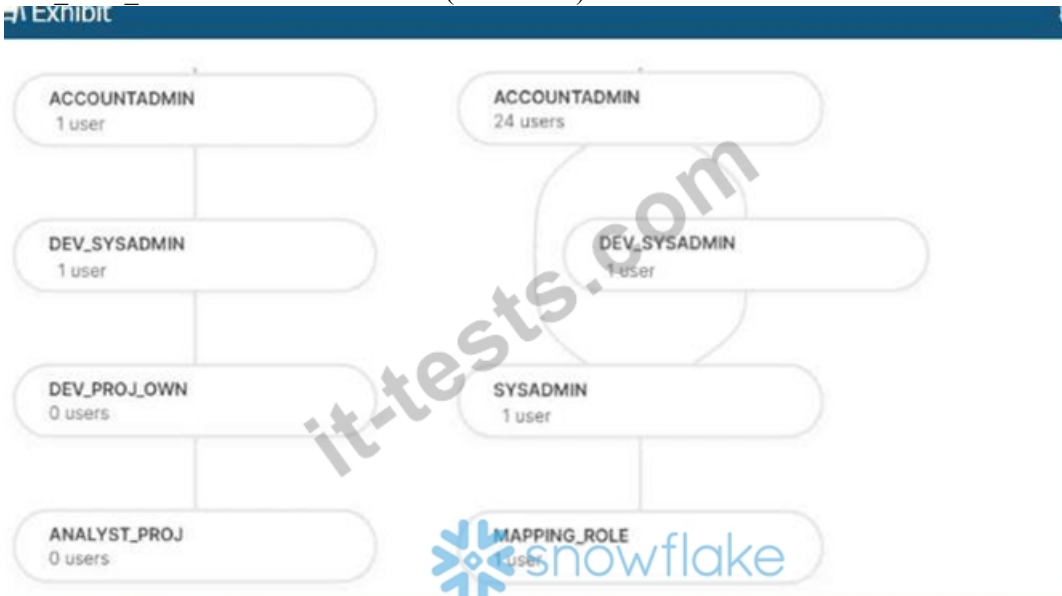 Exhibit
ACCOUNTADMIN
1 user
ACCOUNTADMIN
24 users
DEV_SYSADMIN
1 user
DEV_SYSADMIN
1 user
DEV_PROJ_OWN
0 users
SYSADMIN
1 user
ANALYST_PROJ
0 users
MAPPING_ROLE
1 user
snowflake
it-tests.com